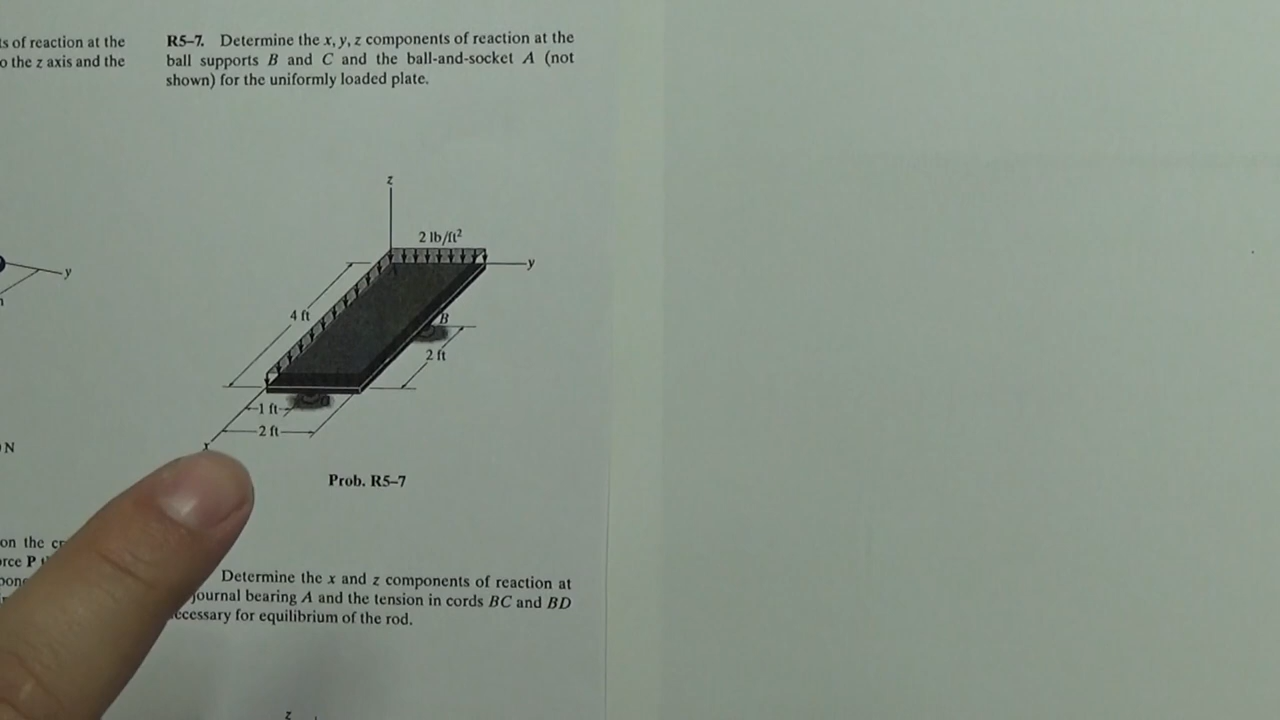 ts of reaction at the
o the z axis and the
R5–7. Determine the x, y, z components of reaction at the
ball supports B and C and the ball-and-socket A (not
shown) for the uniformly loaded plate.
z
2 lb/ft²
y
y
4 ft
B
2 ft
1 ft
2 ft
x
N
Prob. R5–7
on the
P
Determine the x and z components of reaction at
journal bearing A and the tension in cords BC and BD
ecessary for equilibrium of the rod.
z